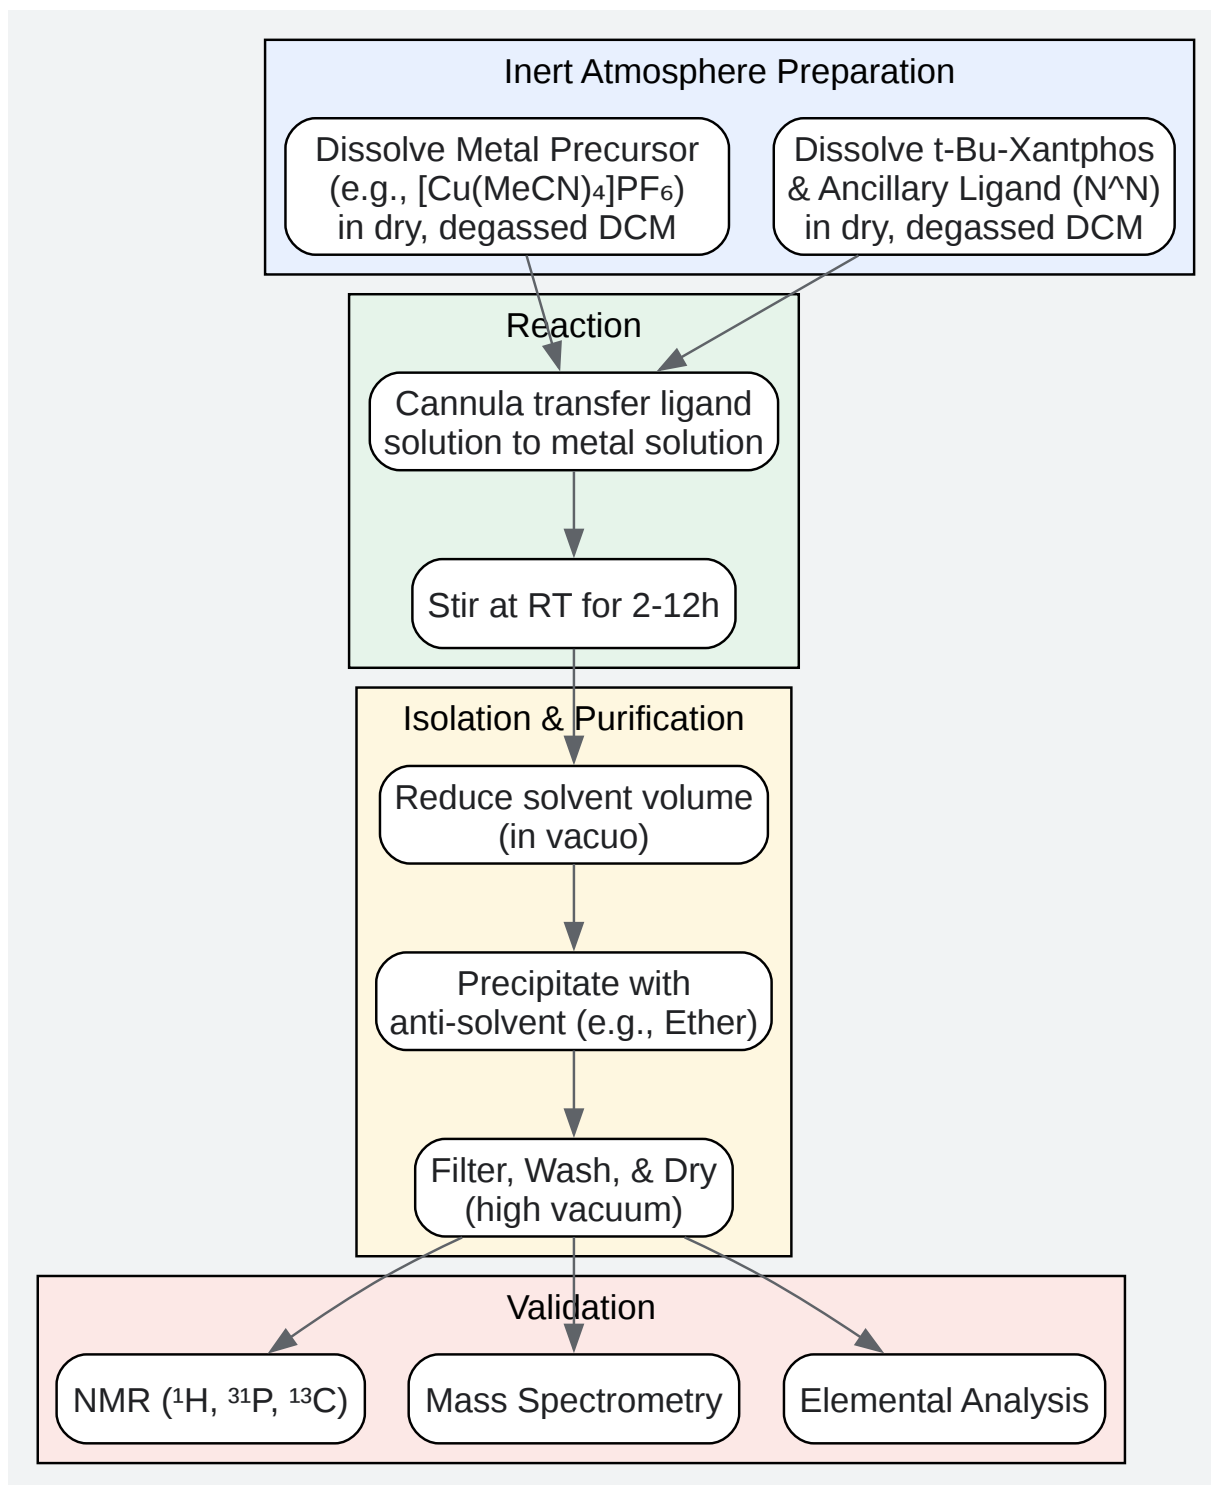 Inert Atmosphere Preparation
Dissolve Metal Precursor
(e.g., [Cu(MeCN)₄]PF₆)
in dry, degassed DCM
Dissolve t-Bu-Xantphos
& Ancillary Ligand (N^N)
in dry, degassed DCM
Reaction
Cannula transfer ligand
solution to metal solution
Stir at RT for 2-12h
Isolation & Purification
Reduce solvent volume
(in vacuo)
Precipitate with
anti-solvent (e.g., Ether)
Filter, Wash, & Dry
(high vacuum)
Validation
NMR (¹H, ³¹P, ¹³C)
Mass Spectrometry
Elemental Analysis